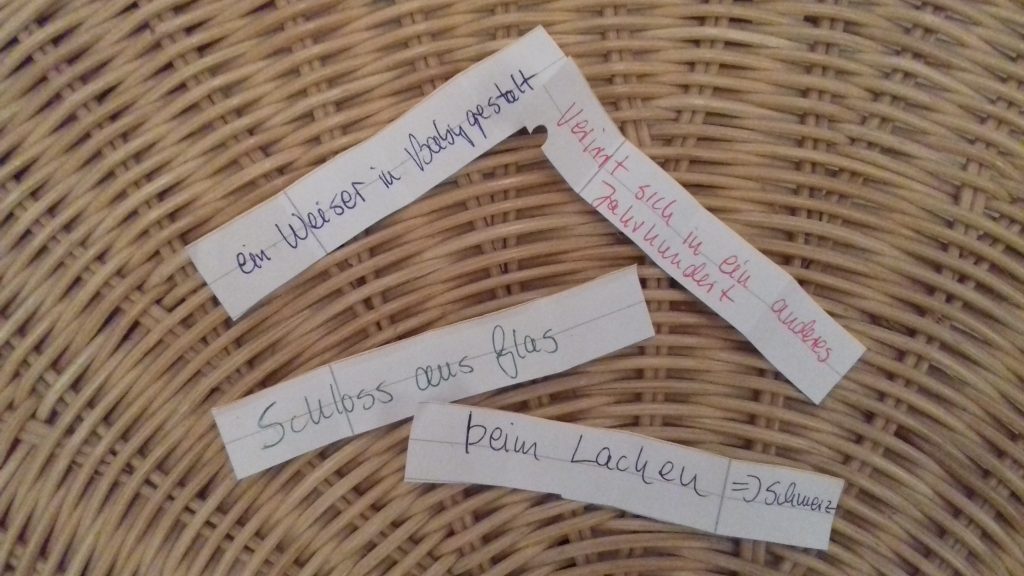 ein Weiser in Babygestalt
Verirrt sich in ein anderes
Jahrhundert
Schloss aus Glas
beim Lachen => Schmerz